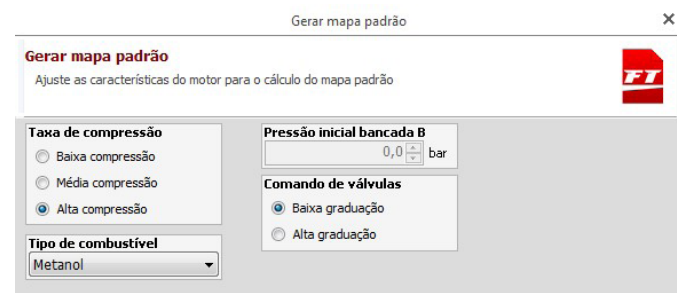 Gerar mapa padrão
Gerar mapa padrão
Ajuste as características do motor para o cálculo do mapa padrão
FT
Taxa de compressão
Baixa compressão
Média compressão
Alta compressão
Tipo de combustível
Metanol
Pressão inicial bancada B
0,0 bar
Comando de válvulas
Baixa graduação
Alta graduação